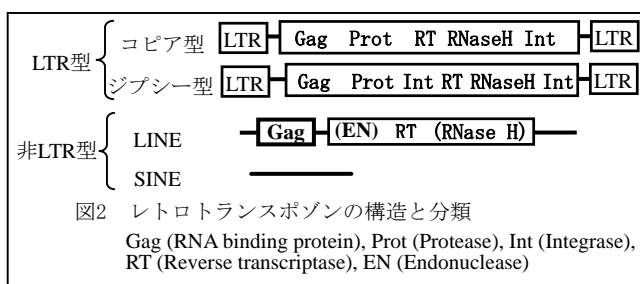 LTR型 コピア型 LTR Gag Prot RT RNaseH Int LTR
ジプシー型 LTR Gag Prot Int RT RNaseH Int LTR
非LTR型 LINE Gag (EN) RT (RNase H)
SINE
図2 レトロトランスポゾンの構造と分類
Gag (RNA binding protein), Prot (Protease), Int (Integrase),
RT (Reverse transcriptase), EN (Endonuclease)